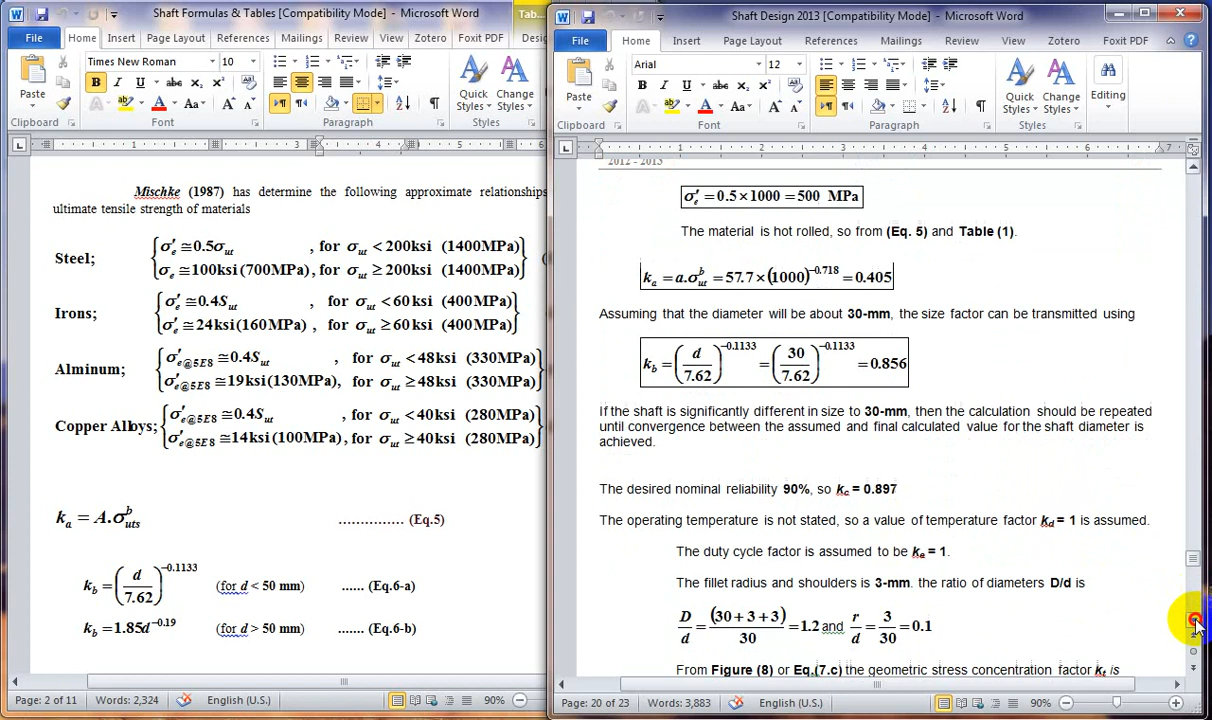 Shaft Formulas & Tables [Compatibility Mode] - Microsoft Word
Tab...
File Home Insert Page Layout References Mailings Review View Zotero Foxit PDF Desig
Times New Roman 10
Paste
Quick Styles
Change Styles
Clipboard Font Paragraph Styles
Mischke (1987) has determine the following approximate relationships
ultimate tensile strength of materials
Steel; σ'e ≅ 0.5σut , for σut < 200ksi (1400MPa)
σe ≅ 100ksi (700MPa), for σut ≥ 200ksi (1400MPa)
Irons; σ'e ≅ 0.4Sut , for σut < 60ksi (400MPa)
σ'e ≅ 24ksi(160MPa) , for σut ≥ 60ksi (400MPa)
Alminum; σ'e@5E8 ≅ 0.4Sut , for σut < 48ksi (330MPa)
σ'e@5E8 ≅ 19ksi(130MPa), for σut ≥ 48ksi (330MPa)
Copper Alloys; σ'e@5E8 ≅ 0.4Sut , for σut < 40ksi (280MPa)
σ'e@5E8 ≅ 14ksi(100MPa), for σut ≥ 40ksi (280MPa)
ka = A.σ^b uts ............... (Eq.5)
kb = (d/7.62)^-0.1133 (for d < 50 mm) ...... (Eq.6-a)
kb = 1.85d^-0.19 (for d > 50 mm) ....... (Eq.6-b)
Page: 2 of 11 Words: 2,324 English (U.S.) 90%
Shaft Design 2013 [Compatibility Mode] - Microsoft Word
File Home Insert Page Layout References Mailings Review View Zotero Foxit PDF
Arial 12
Paste
Quick Styles
Change Styles
Editing
Clipboard Font Paragraph Styles
2012 - 2013
σ'e = 0.5×1000 = 500 MPa
The material is hot rolled, so from (Eq. 5) and Table (1).
ka = a.σ^b ut = 57.7×(1000)^-0.718 = 0.405
Assuming that the diameter will be about 30-mm, the size factor can be transmitted using
kb = (d/7.62)^-0.1133 = (30/7.62)^-0.1133 = 0.856
If the shaft is significantly different in size to 30-mm, then the calculation should be repeated
until convergence between the assumed and final calculated value for the shaft diameter is
achieved.
The desired nominal reliability 90%, so kc = 0.897
The operating temperature is not stated, so a value of temperature factor kd = 1 is assumed.
The duty cycle factor is assumed to be ke = 1.
The fillet radius and shoulders is 3-mm. the ratio of diameters D/d is
D/d = (30+3+3)/30 = 1.2 and r/d = 3/30 = 0.1
From Figure (8) or Eq.(7.c) the geometric stress concentration factor kt is
Page: 20 of 23 Words: 3,883 English (U.S.) 90%